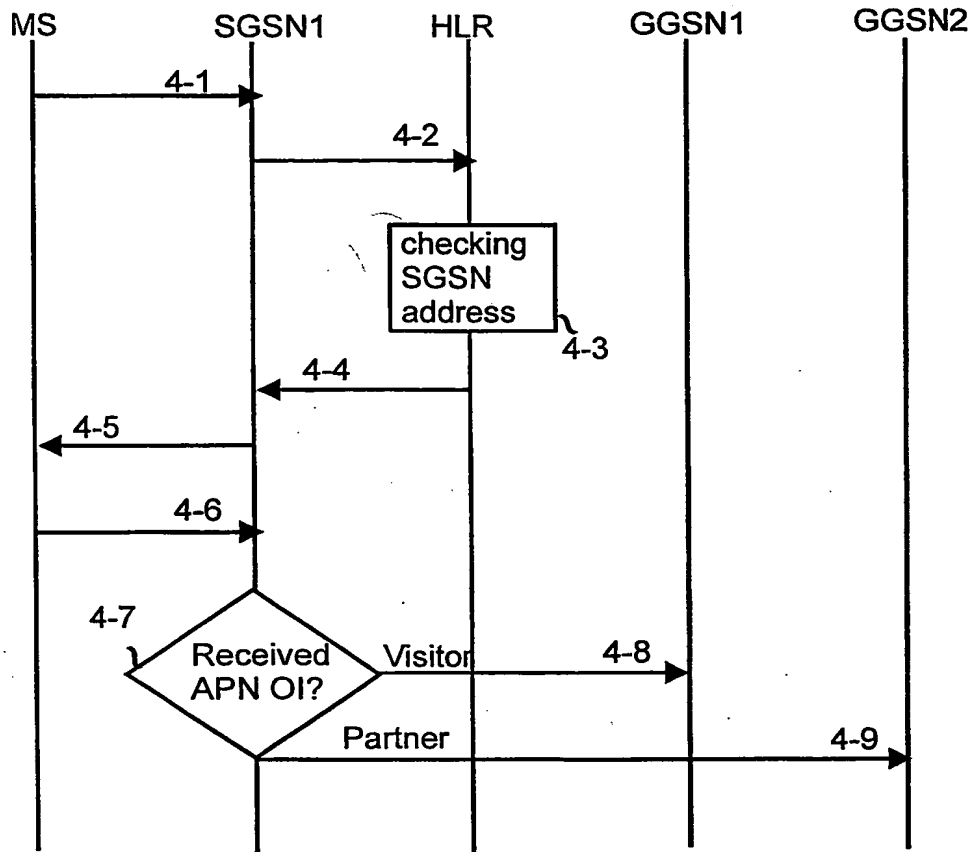 MS SGSN1 HLR GGSN1 GGSN2
4-1
4-2
checking
SGSN
address
4-3
4-4
4-5
4-6
4-7
Received
APN OI?
Visitor
4-8
Partner
4-9